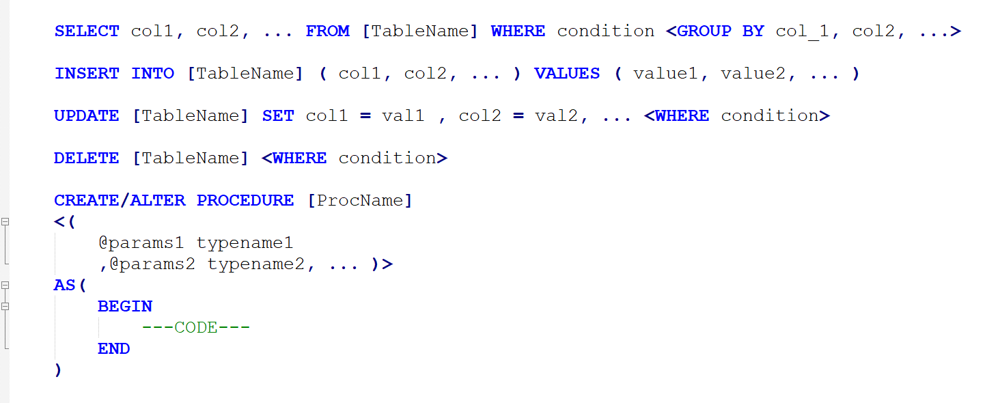 SELECT col1, col2, ... FROM [TableName] WHERE condition <GROUP BY col_1, col2, ...>
INSERT INTO [TableName] ( col1, col2, ... ) VALUES ( value1, value2, ... )
UPDATE [TableName] SET col1 = val1 , col2 = val2, ... <WHERE condition>
DELETE [TableName] <WHERE condition>
CREATE/ALTER PROCEDURE [ProcName]
<(
@params1 typename1
,@params2 typename2, ... )>
AS(
BEGIN
---CODE---
END
)